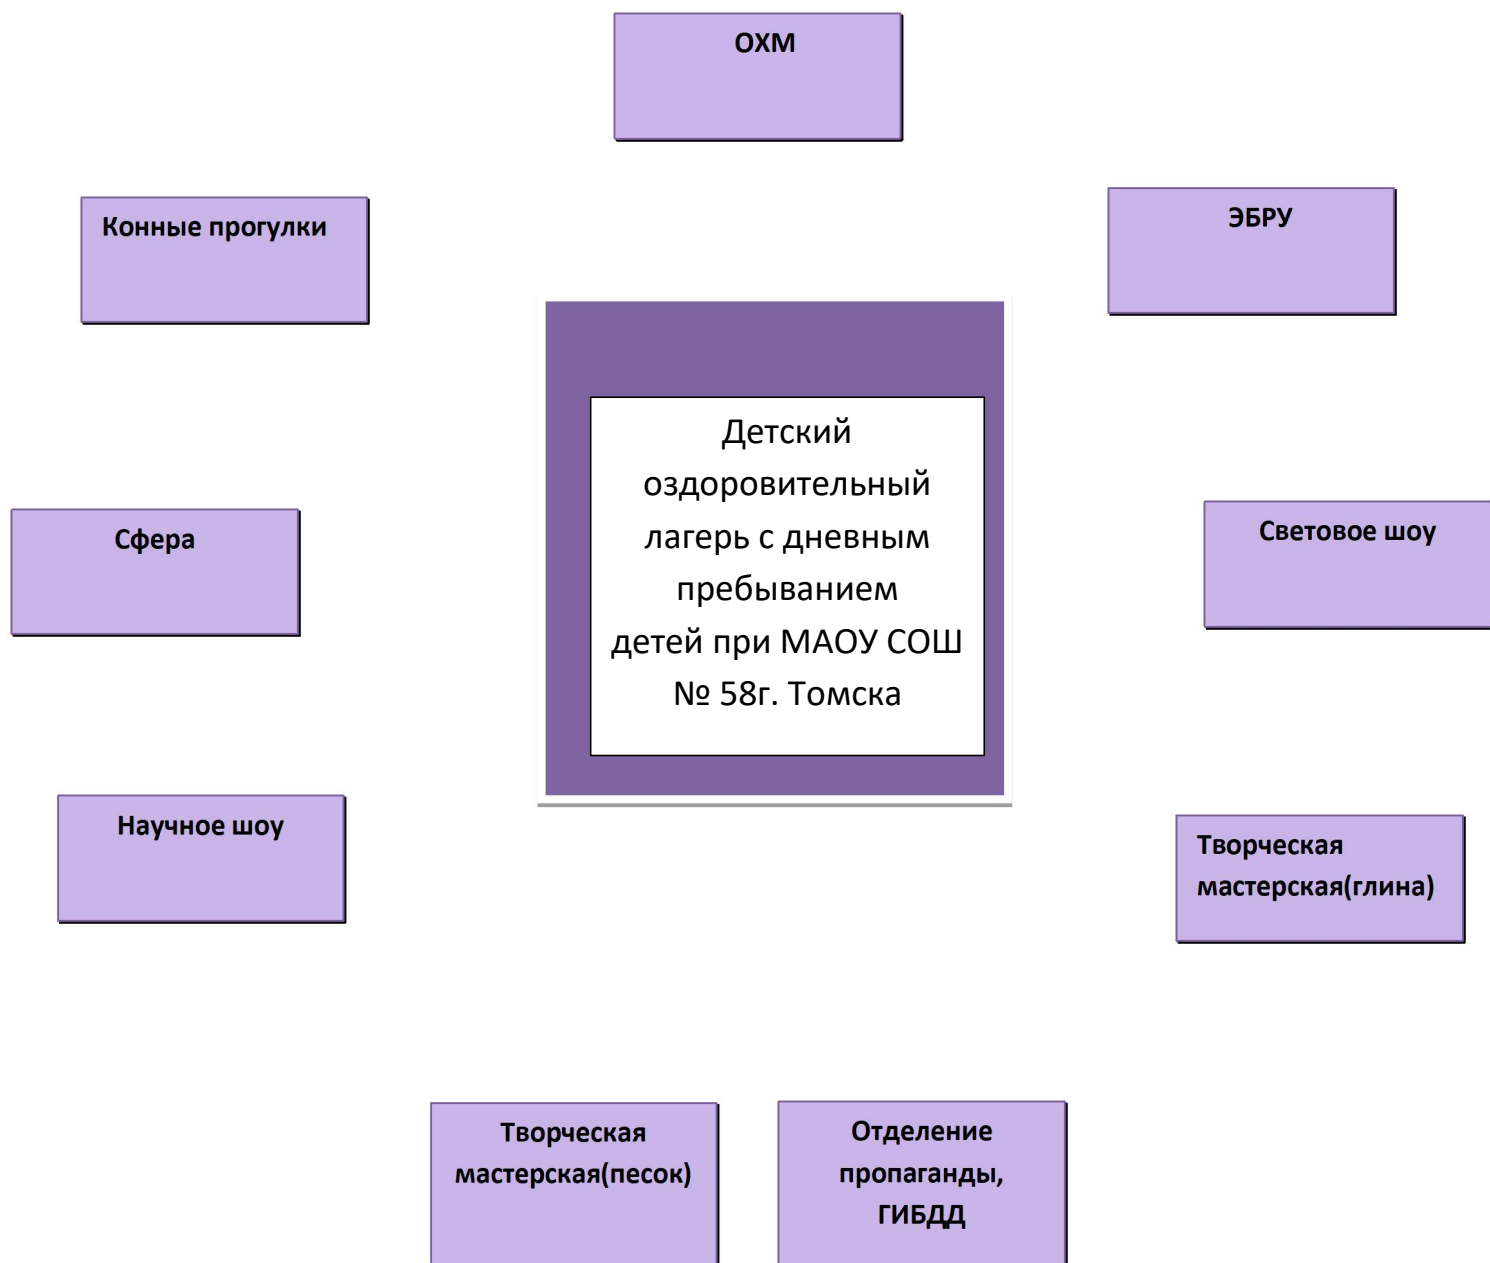 ОХМ
Конные прогулки
ЭБРУ
Детский
оздоровительный
лагерь с дневным
пребыванием
детей при МАОУ СОШ
№ 58г. Томска
Сфера
Световое шоу
Научное шоу
Творческая
мастерская(глина)
Творческая
мастерская(песок)
Отделение
пропаганды,
ГИБДД